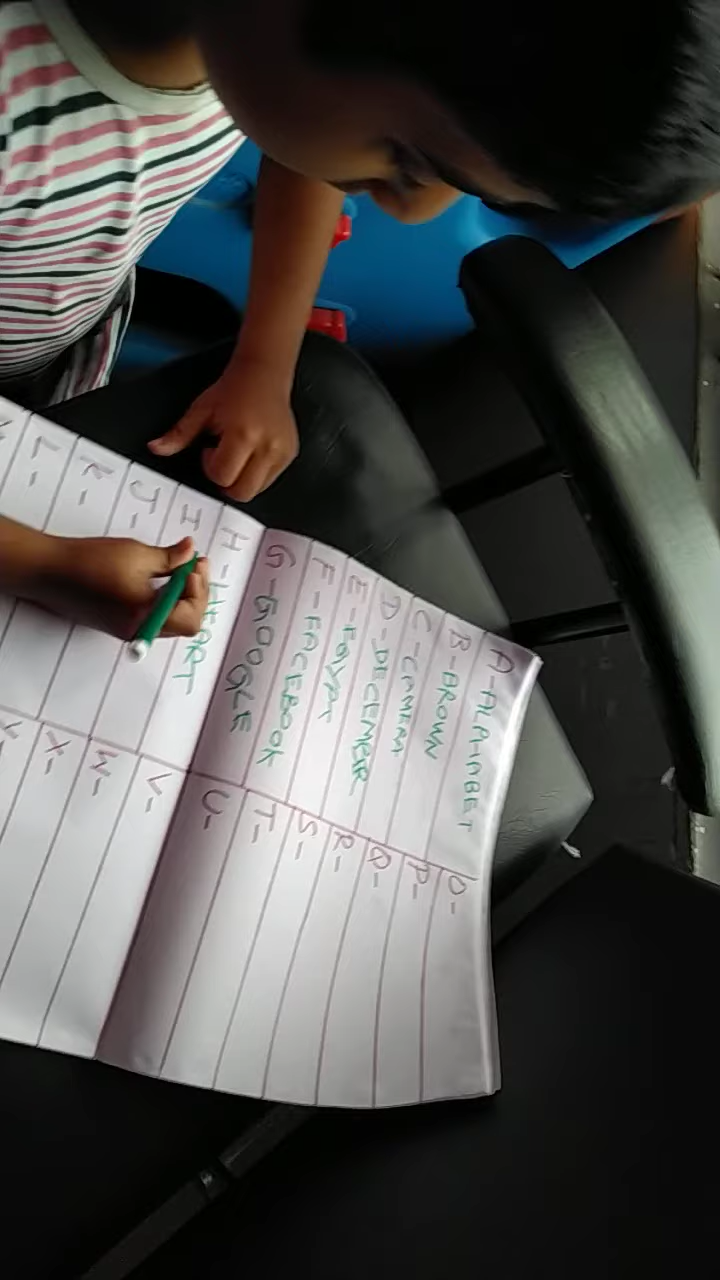 A-ALPHABET
B-BROWN
C-CAMERA
D-DECEMBER
E-EGYPT
F-FACEBOOK
G-GOOGLE
H-HEART
I
J-
K-
L-
O-
P-
Q-
R-
S-
T-
U-
V-
W-
X-
Y-